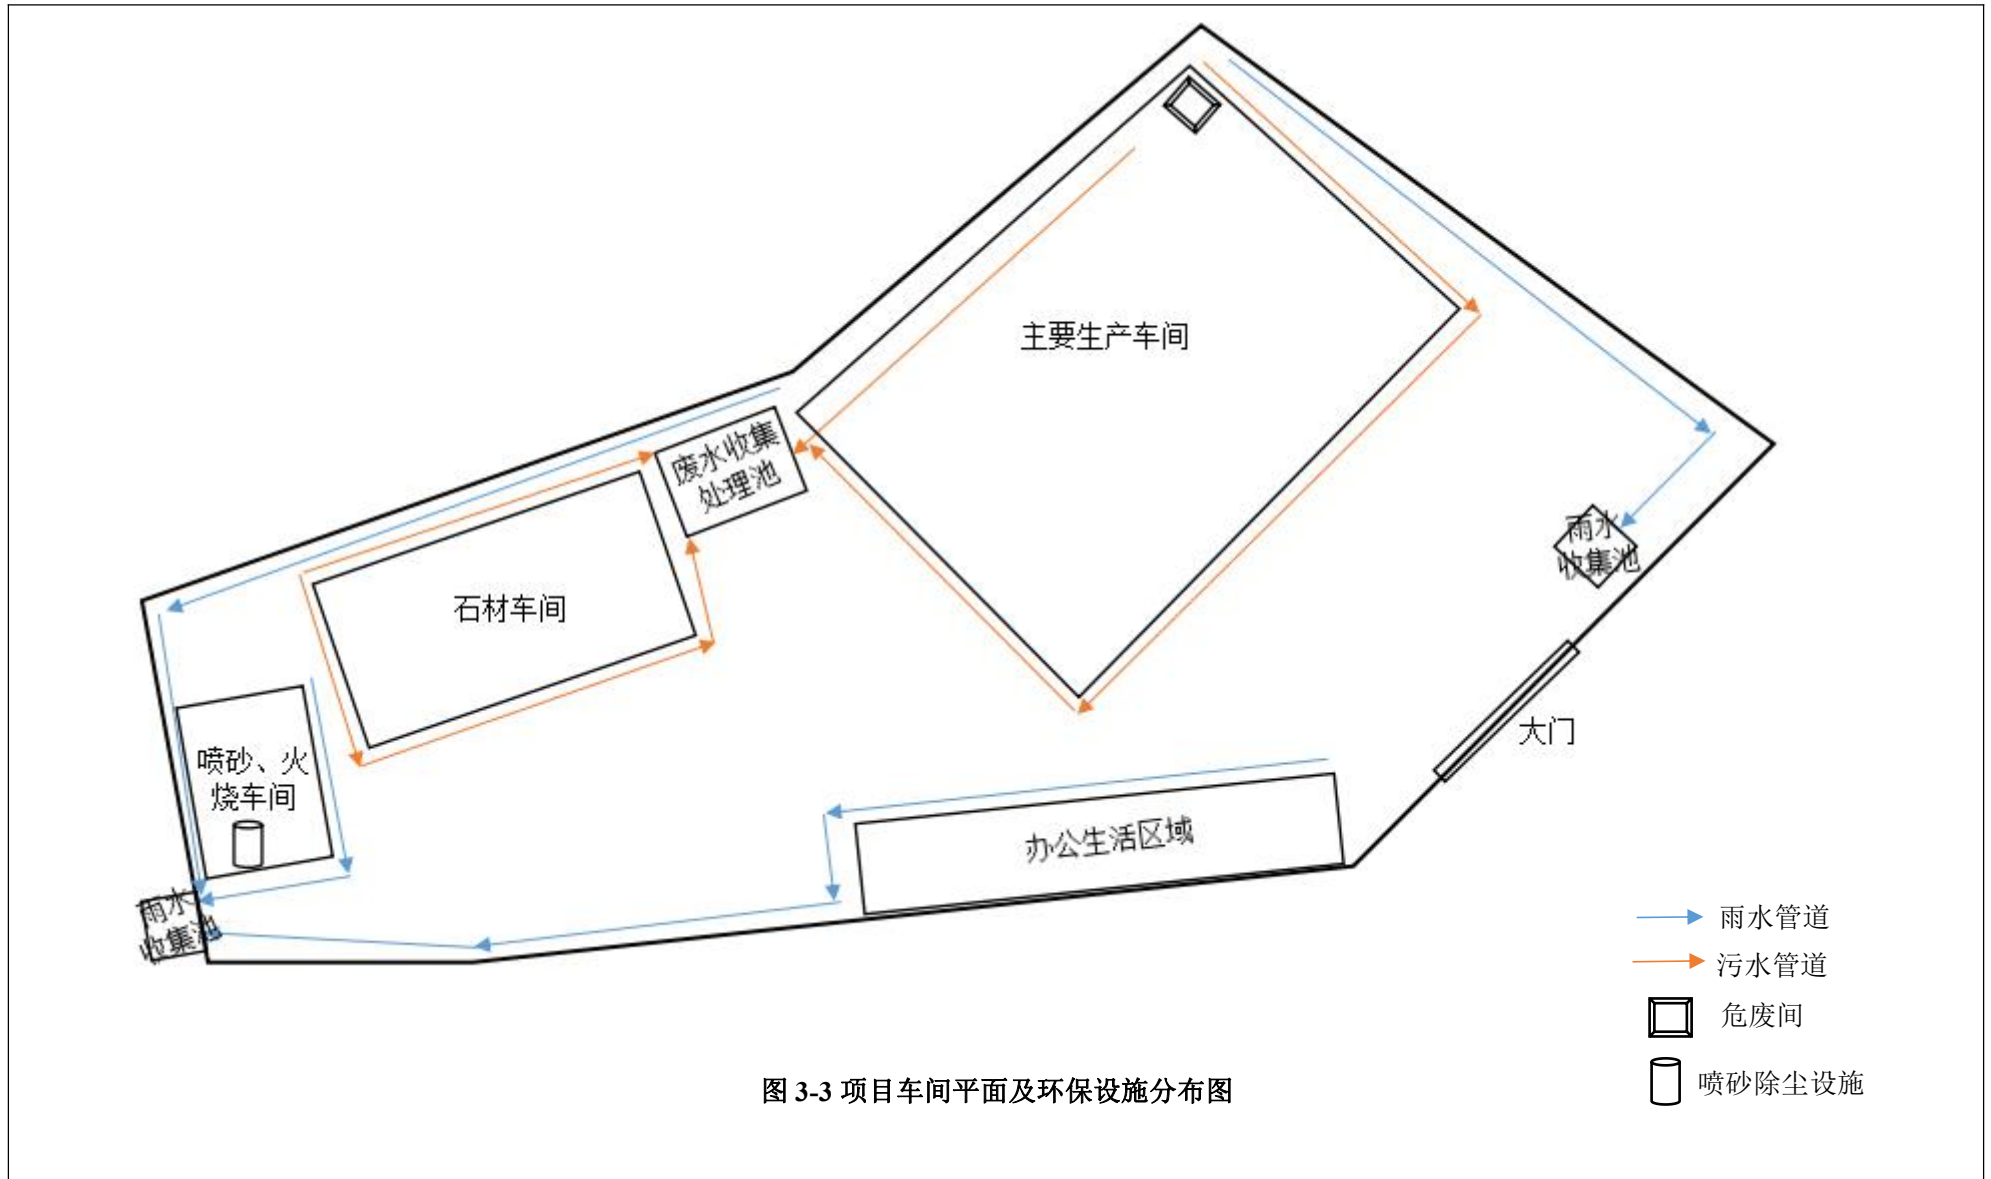 主要生产车间
废水收集
处理池
雨水
收集池
石材车间
大门
喷砂、火
烧车间
办公生活区域
雨水
收集池
雨水管道
污水管道
危废间
喷砂除尘设施
图 3-3 项目车间平面及环保设施分布图